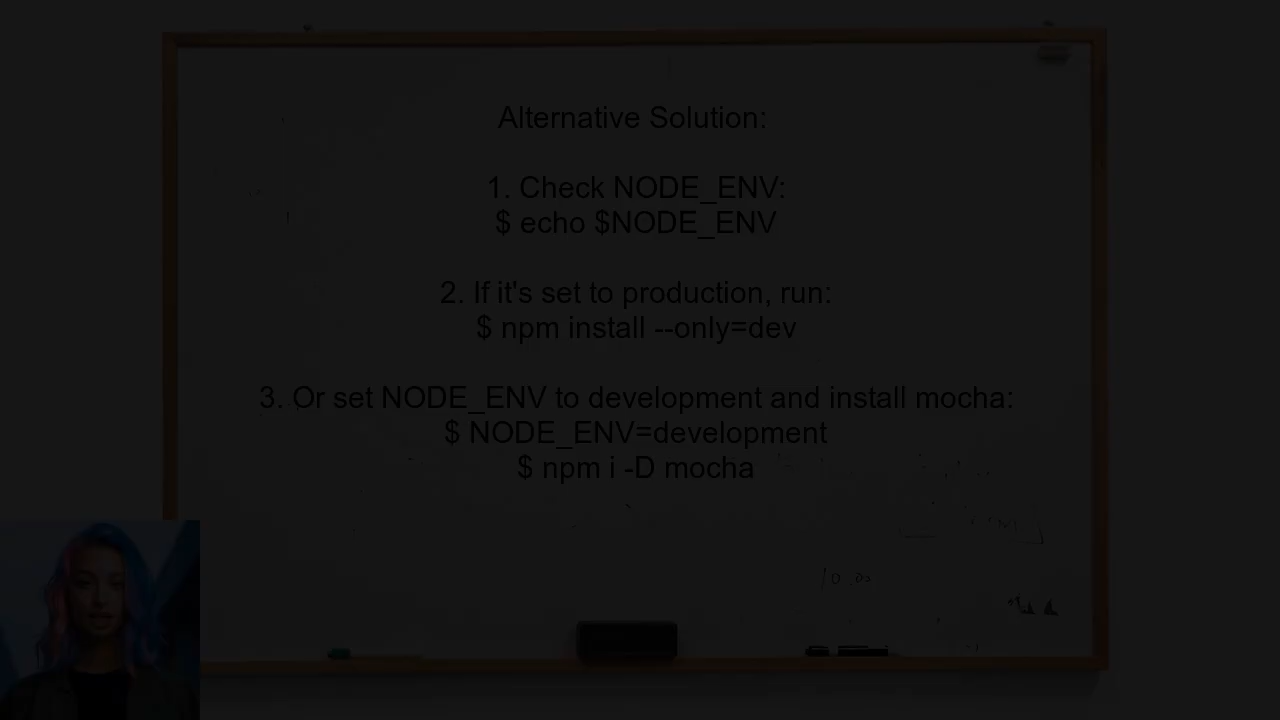 Alternative Solution:
1. Check NODE_ENV:
$ echo $NODE_ENV
2. If it's set to production, run:
$ npm install --only=dev
3. Or set NODE_ENV to development and install mocha:
$ NODE_ENV=development
$ npm i -D mocha